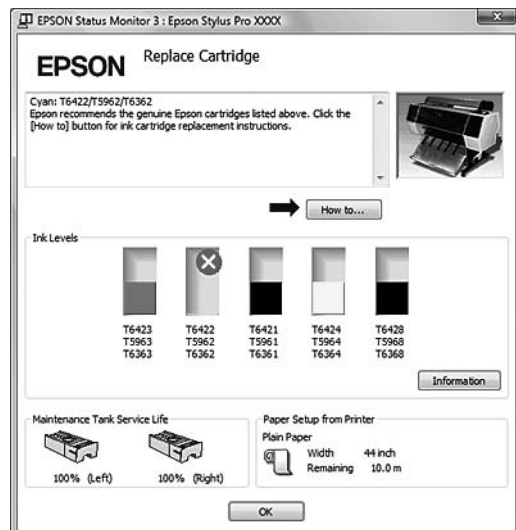 EPSON Status Monitor 3 : Epson Stylus Pro XXXX
EPSON
Replace Cartridge
Cyan: T6422/T5962/T6362
Epson recommends the genuine Epson cartridges listed above. Click the
[How to] button for ink cartridge replacement instructions.
How to...
Ink Levels
T6423 T6422 T6421 T6424 T6428
T5963 T5962 T5961 T5964 T5968
T6363 T6362 T6361 T6364 T6368
Information
Maintenance Tank Service Life
100% (Left) 100% (Right)
Paper Setup from Printer
Plain Paper
Width 44 inch
Remaining 10.0 m
OK